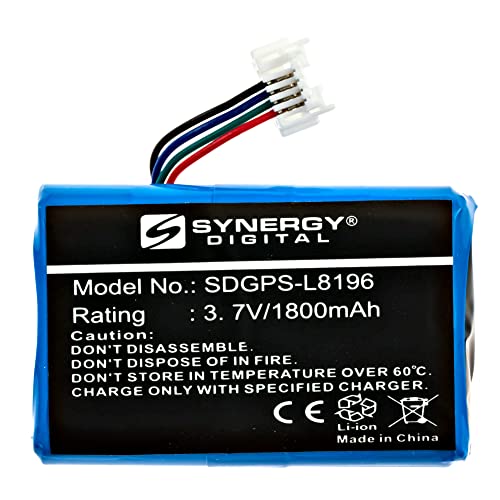 SYNERGY®
DIGITAL
Model No.: SDGPS-L8196
Rating : 3. 7V/1800mAh
Caution:
DON'T DISASSEMBLE.
DON'T DISPOSE OF IN FIRE.
DON'T STORE IN TEMPERATURE OVER 60℃.
CHARGE ONLY WITH SPECIFIED CHARGER.
CE
Li-ion
Made in China